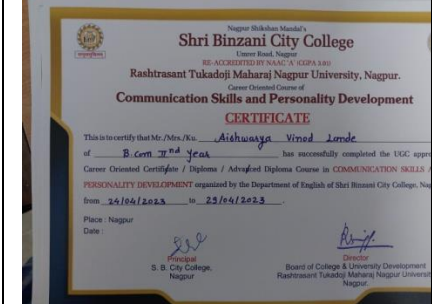 Nagpur Shikshan Mandal's
Shri Binzani City College
Umrer Road, Nagpur
RE-ACCREDITED BY NAAC 'A' (CGPA 3.03)
Rashtrasant Tukadoji Maharaj Nagpur University, Nagpur.
Career Oriented Course of
Communication Skills and Personality Development
CERTIFICATE
This is to certify that Mr./Mrs./Ku. Aishwarya Vinod Londe
of B.com IInd Year has successfully completed the UGC appro
Career Oriented Certificate / Diploma / Advanced Diploma Course in COMMUNICATION SKILLS A
PERSONALITY DEVELOPMENT organized by the Department of English of Shri Binzani City College, Nag
from 24/04/2023 to 29/04/2023.
Place : Nagpur
Date :
Principal
S. B. City College,
Nagpur
Director
Board of College & University Development
Rashtrasant Tukadoji Maharaj Nagpur Universit
Nagpur.